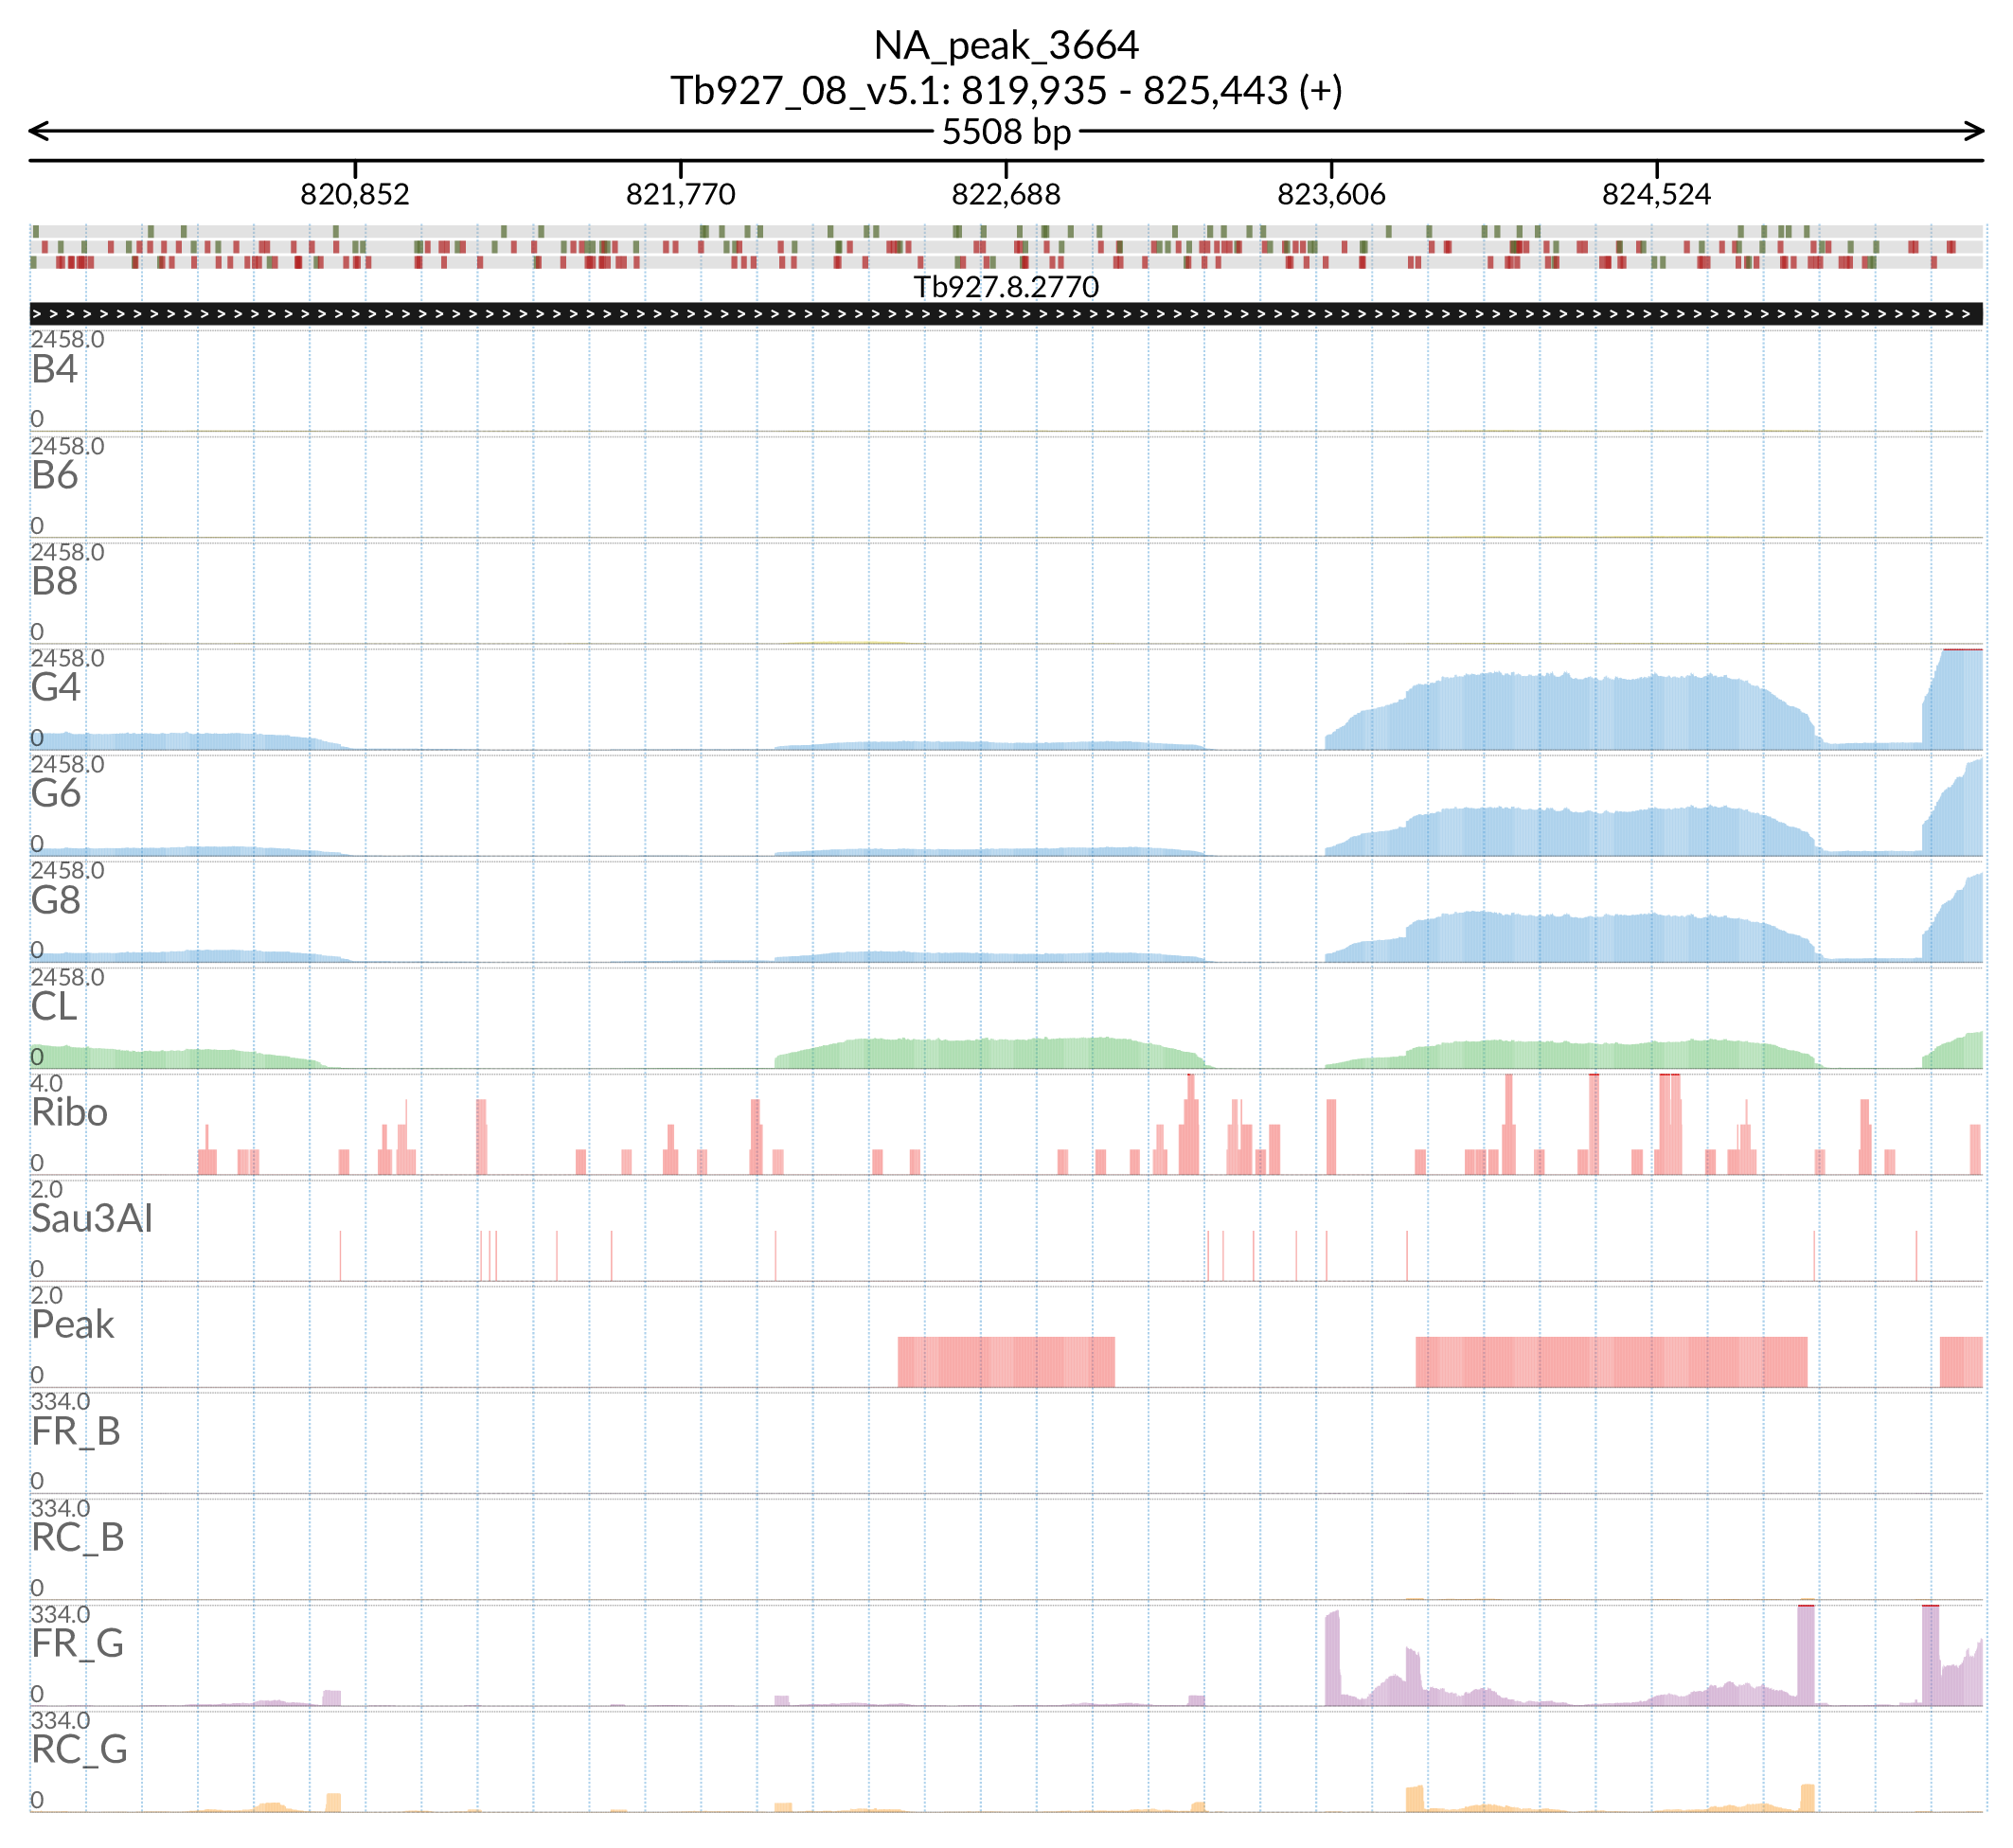 NA_peak_3664
Tb927_08_v5.1: 819,935 - 825,443 (+)
5508 bp
820,852 821,770 822,688 823,606 824,524
Tb927.8.2770
2458.0
B4
0
2458.0
B6
0
2458.0
B8
0
2458.0
G4
0
2458.0
G6
0
2458.0
G8
0
2458.0
CL
0
4.0
Ribo
0
2.0
Sau3AI
0
2.0
Peak
0
334.0
FR_B
0
334.0
RC_B
0
334.0
FR_G
0
334.0
RC_G
0